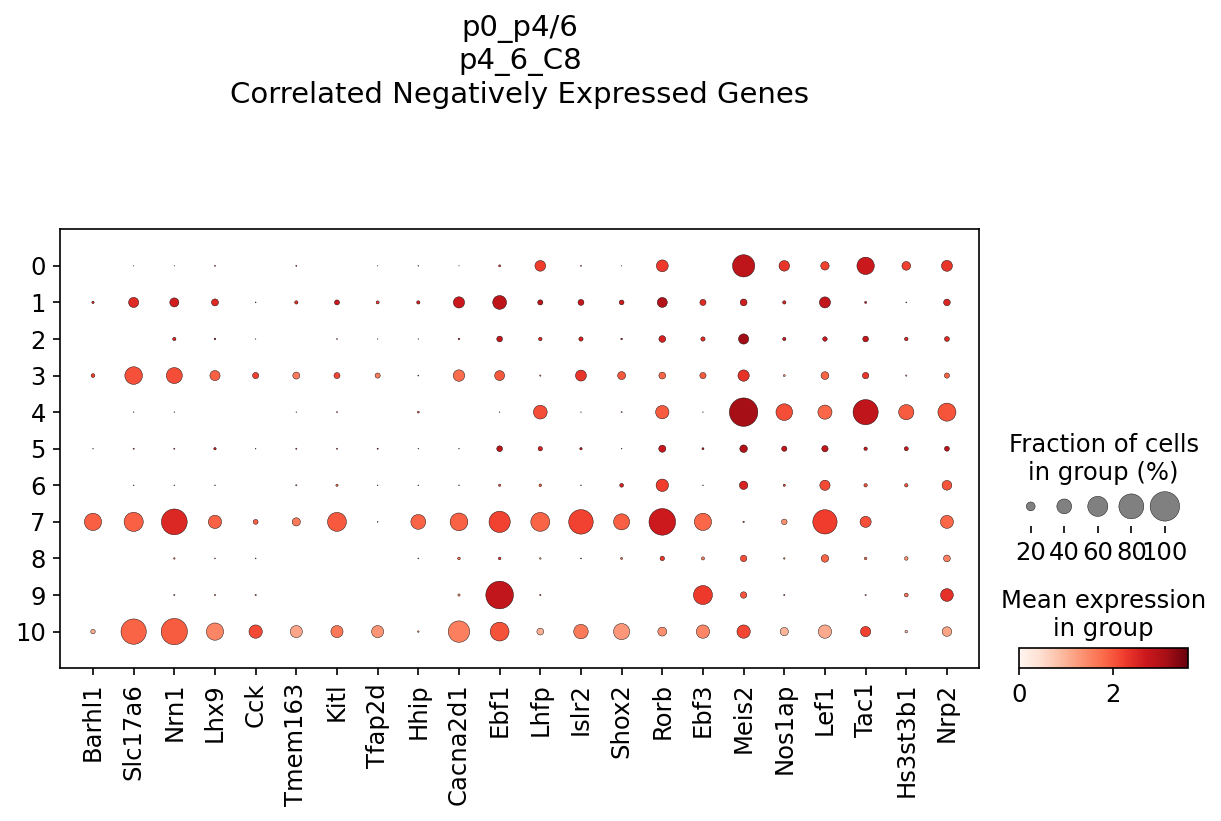 p0_p4/6
p4_6_C8
Correlated Negatively Expressed Genes
0
1
2
3
4
5
6
7
8
9
10
Barhl1
Slc17a6
Nrn1
Lhx9
Cck
Tmem163
Kitl
Tfap2d
Hhip
Cacna2d1
Ebf1
Lhfp
Islr2
Shox2
Rorb
Ebf3
Meis2
Nos1ap
Lef1
Tac1
Hs3st3b1
Nrp2
Fraction of cells
in group (%)
20 40 60 80 100
Mean expression
in group
0 2